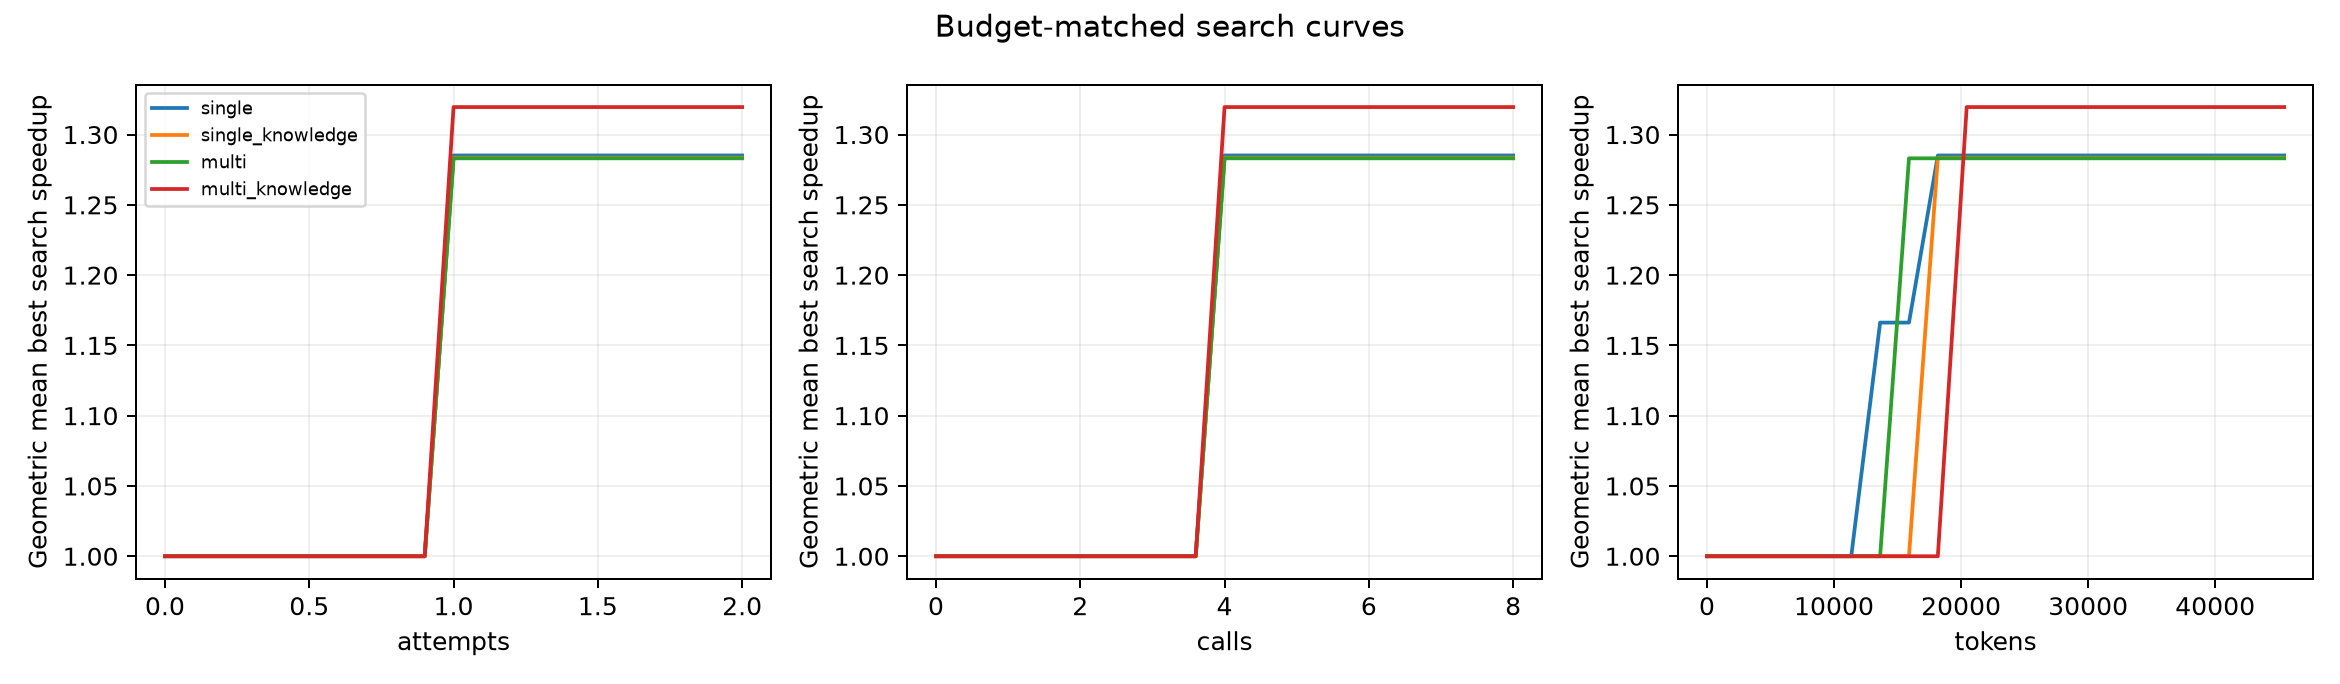 Budget-matched search curves
Geometric mean best search speedup
1.30
1.25
1.20
1.15
1.10
1.05
1.00
single
single_knowledge
multi
multi_knowledge
0.0 0.5 1.0 1.5 2.0
attempts
Geometric mean best search speedup
1.30
1.25
1.20
1.15
1.10
1.05
1.00
0 2 4 6 8
calls
Geometric mean best search speedup
1.30
1.25
1.20
1.15
1.10
1.05
1.00
0 10000 20000 30000 40000
tokens